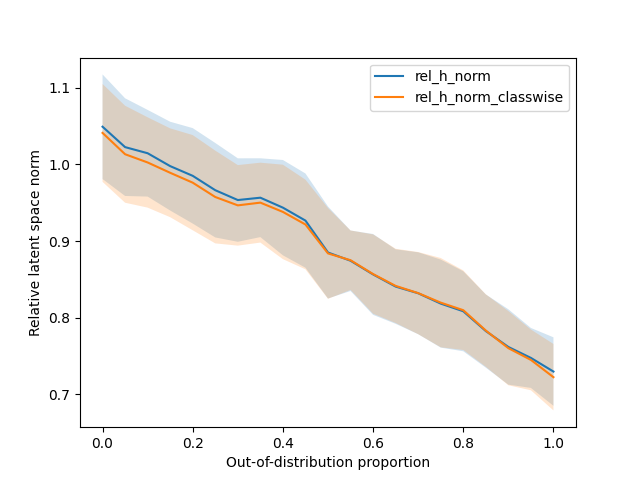 rel_h_norm
rel_h_norm_classwise
1.1
1.0
0.9
0.8
0.7
Relative latent space norm
0.0 0.2 0.4 0.6 0.8 1.0
Out-of-distribution proportion